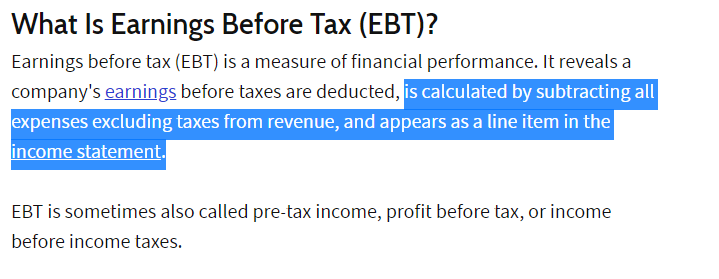 What Is Earnings Before Tax (EBT)?
Earnings before tax (EBT) is a measure of financial performance. It reveals a
company's earnings before taxes are deducted, is calculated by subtracting all
expenses excluding taxes from revenue, and appears as a line item in the
income statement.
EBT is sometimes also called pre-tax income, profit before tax, or income
before income taxes.